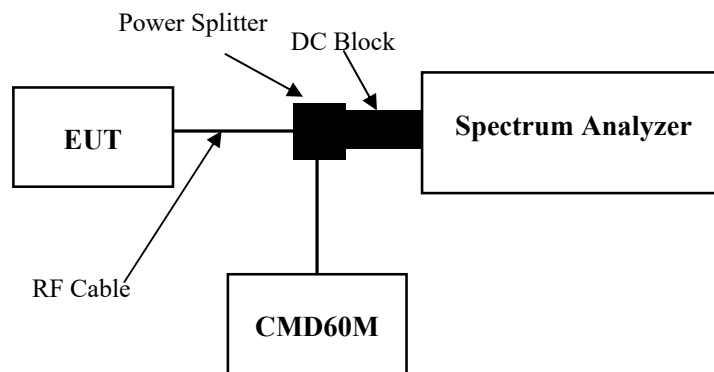 Power Splitter
DC Block
EUT
Spectrum Analyzer
RF Cable
CMD60M